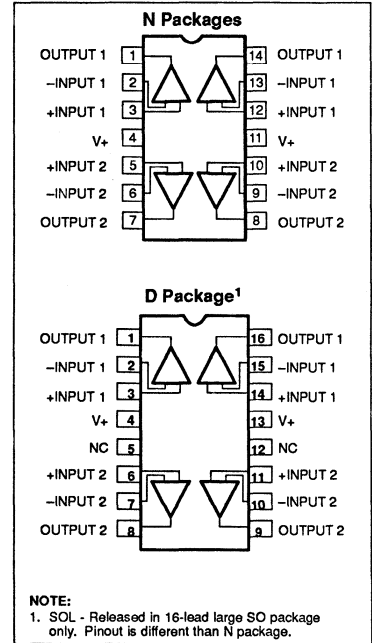 N Packages
OUTPUT 1 1 14 OUTPUT 1
–INPUT 1 2 13 –INPUT 1
+INPUT 1 3 12 +INPUT 1
V+ 4 11 V+
+INPUT 2 5 10 +INPUT 2
–INPUT 2 6 9 –INPUT 2
OUTPUT 2 7 8 OUTPUT 2
D Package1
OUTPUT 1 1 16 OUTPUT 1
–INPUT 1 2 15 –INPUT 1
+INPUT 1 3 14 +INPUT 1
V+ 4 13 V+
NC 5 12 NC
+INPUT 2 6 11 +INPUT 2
–INPUT 2 7 10 –INPUT 2
OUTPUT 2 8 9 OUTPUT 2
NOTE:
1. SOL - Released in 16-lead large SO package
only. Pinout is different than N package.